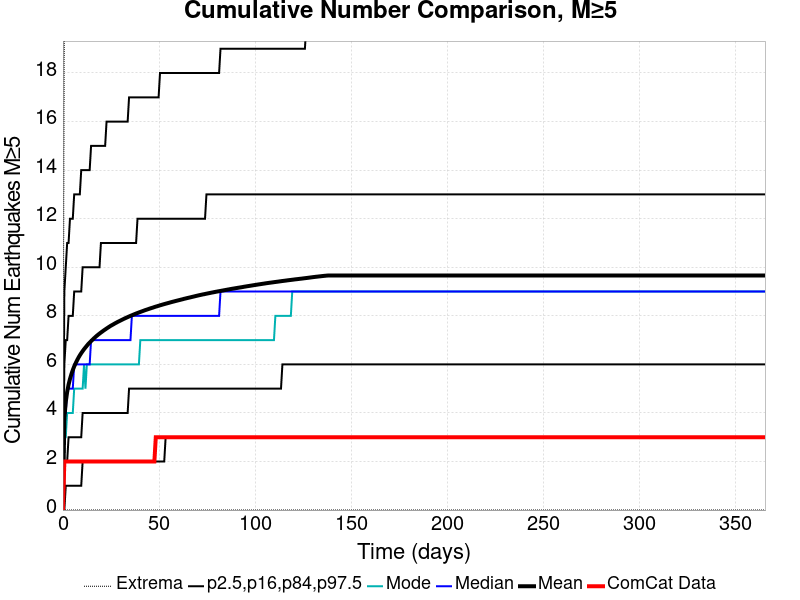 Cumulative Number Comparison, M≥5
Cumulative Num Earthquakes M≥5
18
16
14
12
10
8
6
4
2
0
0 50 100 150 200 250 300 350
Time (days)
Extrema p2.5,p16,p84,p97.5 Mode Median Mean ComCat Data